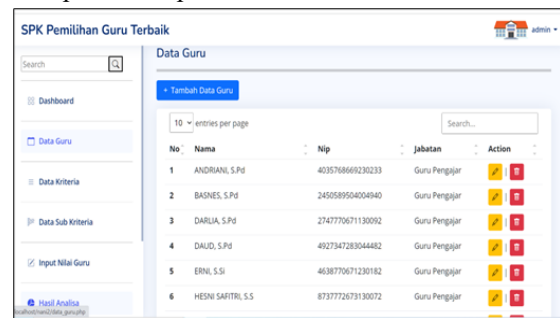 SPK Pemilihan Guru Terbaik
admin
Search
Data Guru
+ Tambah Data Guru
Dashboard
Data Guru
Data Kriteria
Data Sub Kriteria
Input Nilai Guru
Hasil Analisa
10 entries per page
Search...
No Nama Nip Jabatan Action
1 ANDRIANI, S.Pd 4035768669230233 Guru Pengajar
2 BASNES, S.Pd 2450589504004940 Guru Pengajar
3 DARLIA, S.Pd 2747770671130092 Guru Pengajar
4 DAUD, S.Pd 4927347283044482 Guru Pengajar
5 ERNI, S.Si 4638770671230182 Guru Pengajar
6 HESNI SAFITRI, S.S 8737772673130072 Guru Pengajar